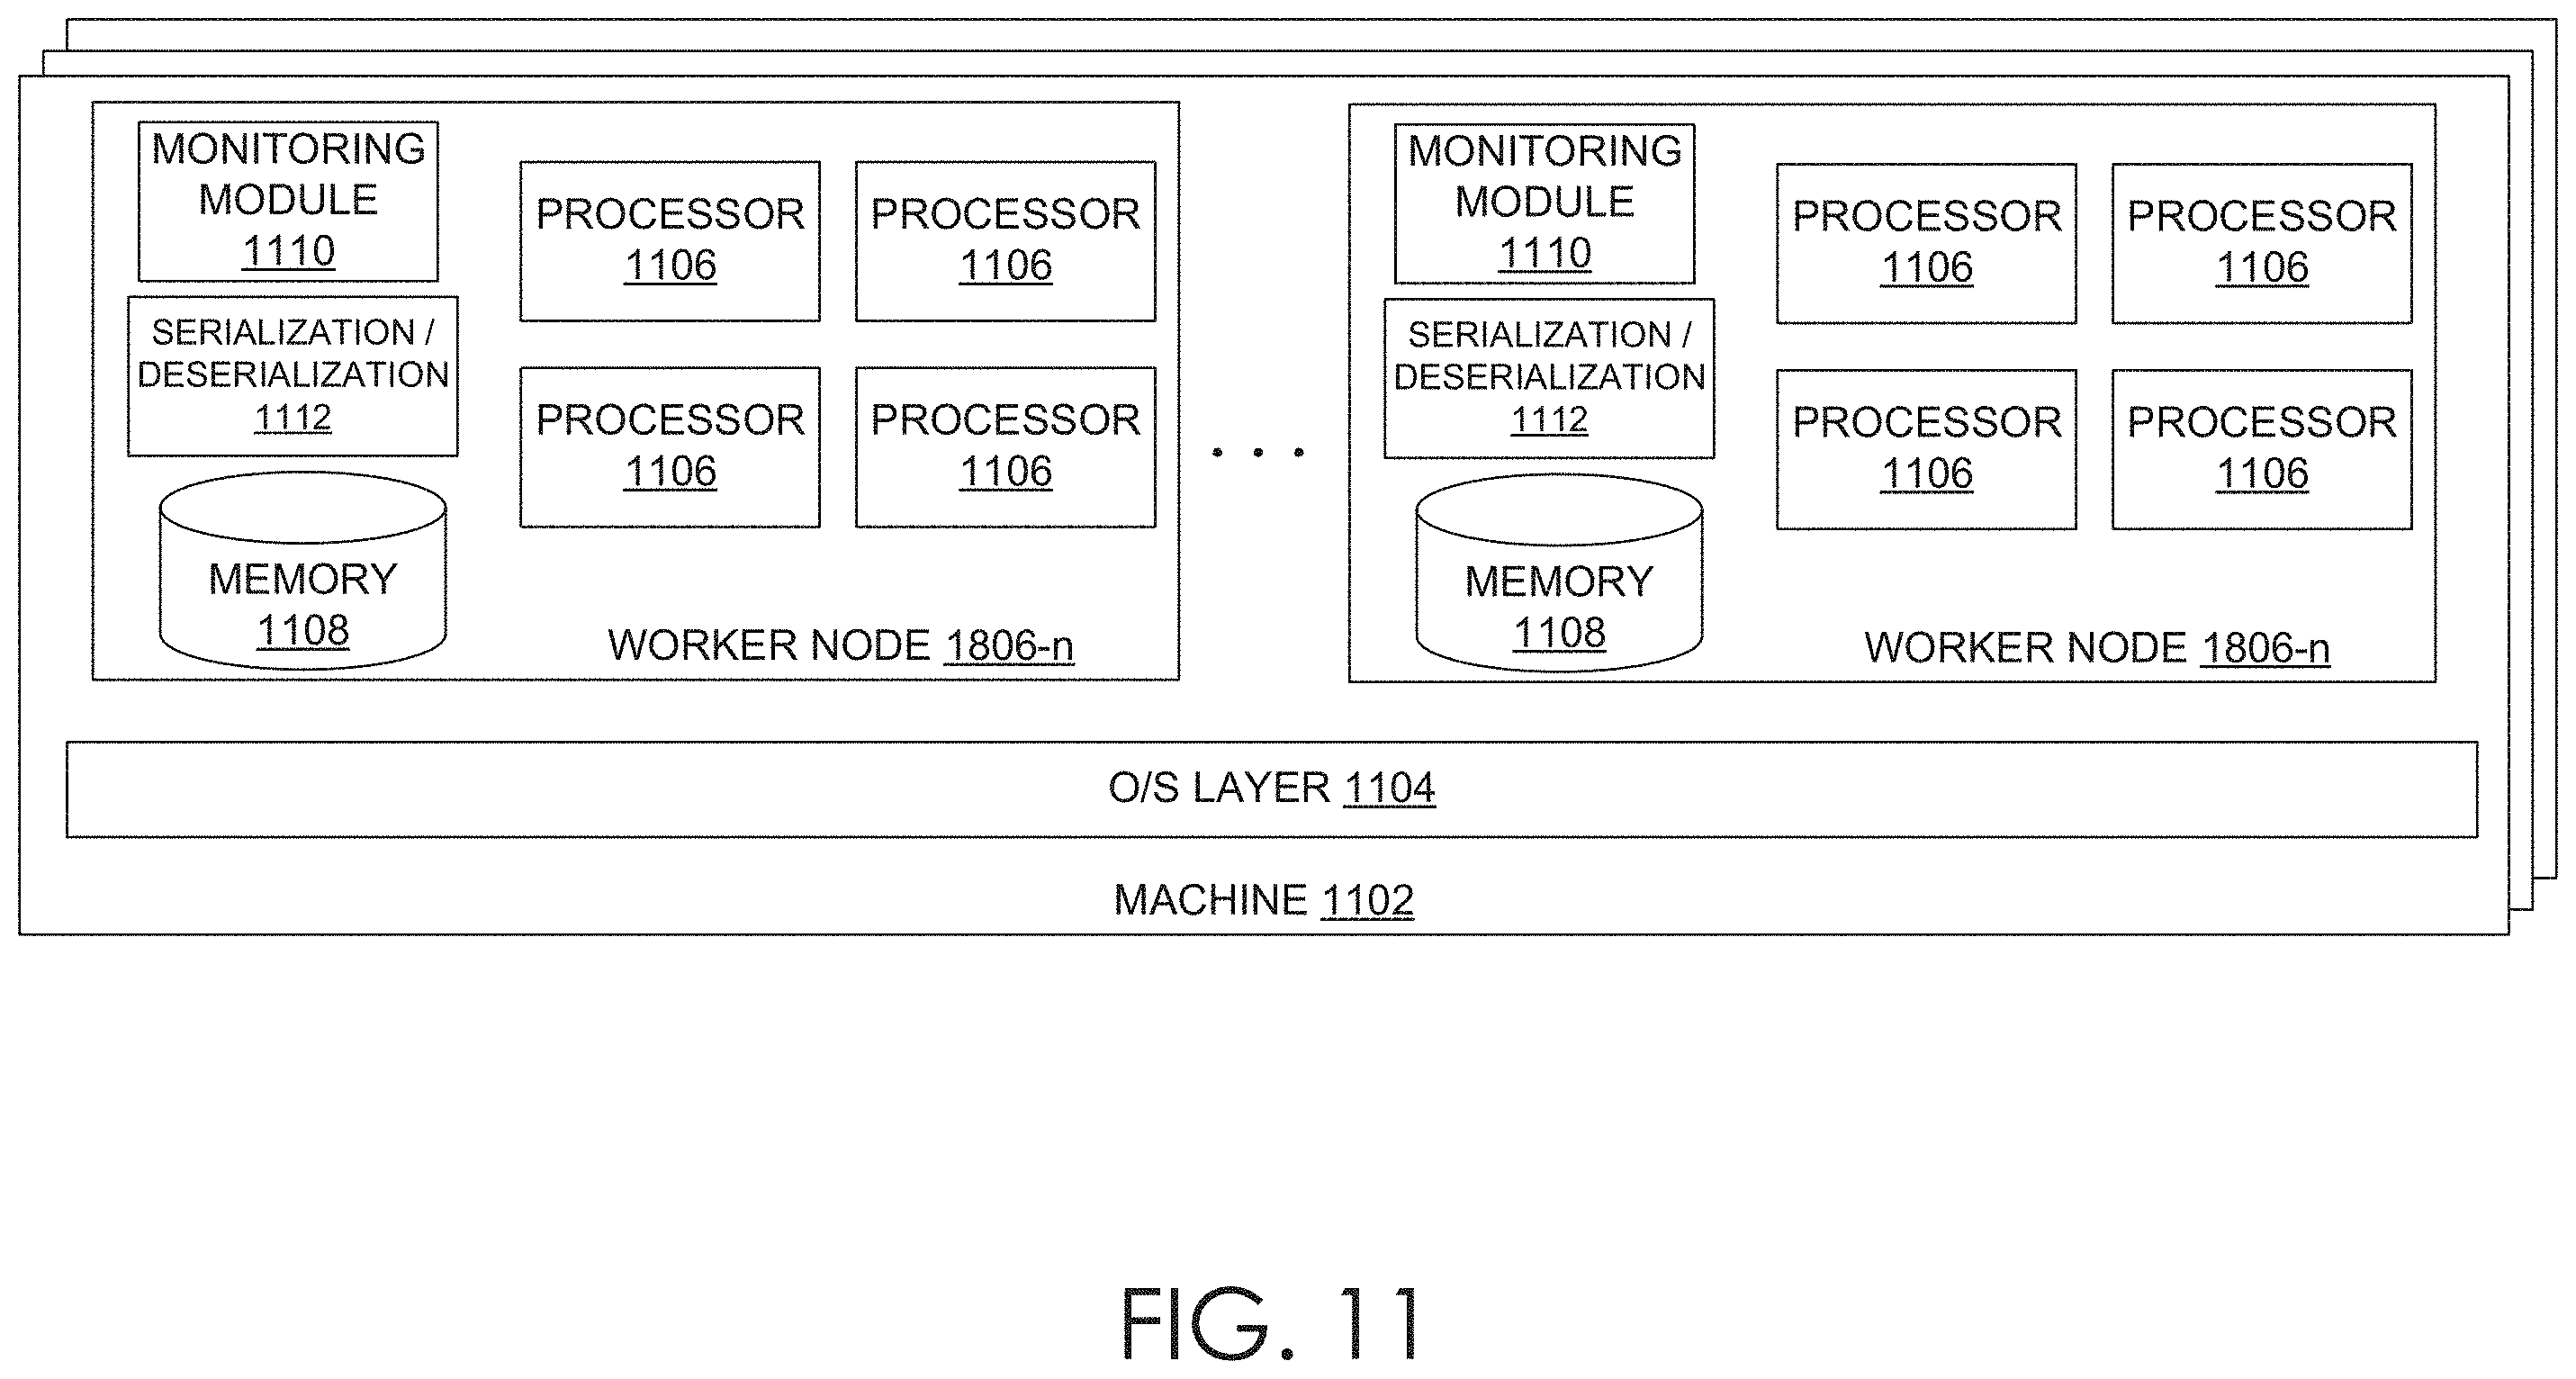 MONITORING
MODULE
1110
PROCESSOR
1106
PROCESSOR
1106
SERIALIZATION /
DESERIALIZATION
1112
PROCESSOR
1106
PROCESSOR
1106
MEMORY
1108
WORKER NODE 1806-n
. . .
MONITORING
MODULE
1110
PROCESSOR
1106
PROCESSOR
1106
SERIALIZATION /
DESERIALIZATION
1112
PROCESSOR
1106
PROCESSOR
1106
MEMORY
1108
WORKER NODE 1806-n
O/S LAYER 1104
MACHINE 1102
FIG. 11